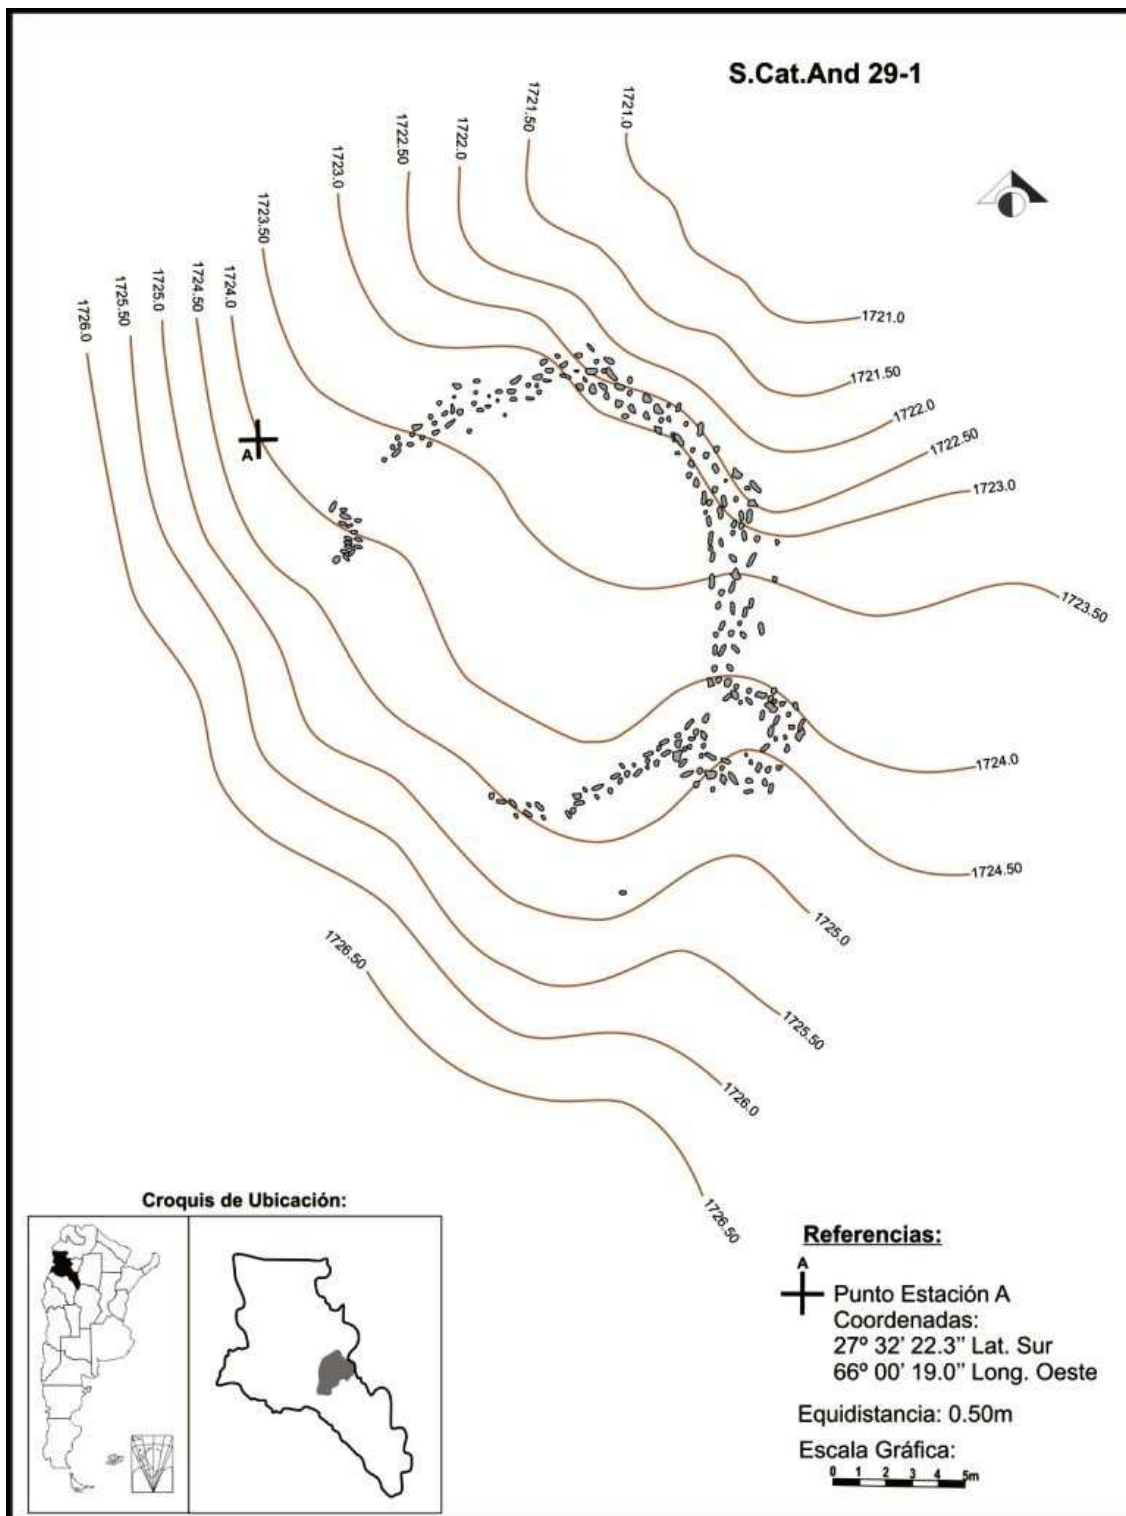 S.Cat.And 29-1
1721.0
1721.50
1722.0
1722.50
1723.0
1723.50
1724.0
1724.50
1725.0
1725.50
1726.0
1721.0
1721.50
1722.0
1722.50
1723.0
1723.50
A
1724.0
1724.50
1725.0
1726.50
1725.50
1726.0
1726.50
Croquis de Ubicación:
Referencias:
A
Punto Estación A
Coordenadas:
27º 32' 22.3" Lat. Sur
66º 00' 19.0" Long. Oeste
Equidistancia: 0.50m
Escala Gráfica:
0 1 2 3 4 5m